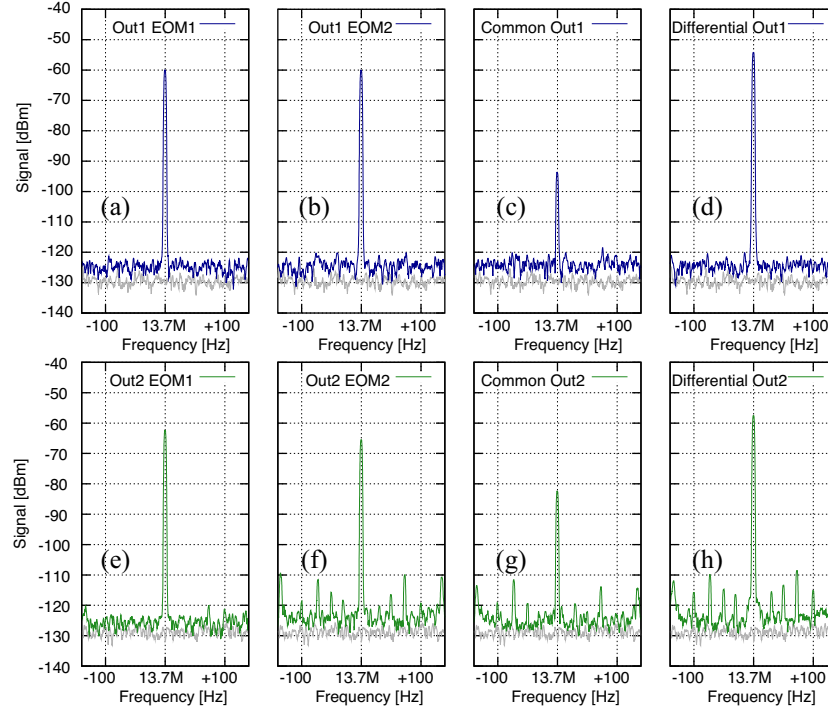 -40
-50
-60
-70
-80
-90
-100
-110
-120
-130
-140
Signal [dBm]
Out1 EOM1
(a)
-100 13.7M +100
Frequency [Hz]
Out1 EOM2
(b)
-100 13.7M +100
Frequency [Hz]
Common Out1
(c)
-100 13.7M +100
Frequency [Hz]
Differential Out1
(d)
-100 13.7M +100
Frequency [Hz]
-40
-50
-60
-70
-80
-90
-100
-110
-120
-130
-140
Signal [dBm]
Out2 EOM1
(e)
-100 13.7M +100
Frequency [Hz]
Out2 EOM2
(f)
-100 13.7M +100
Frequency [Hz]
Common Out2
(g)
-100 13.7M +100
Frequency [Hz]
Differential Out2
(h)
-100 13.7M +100
Frequency [Hz]